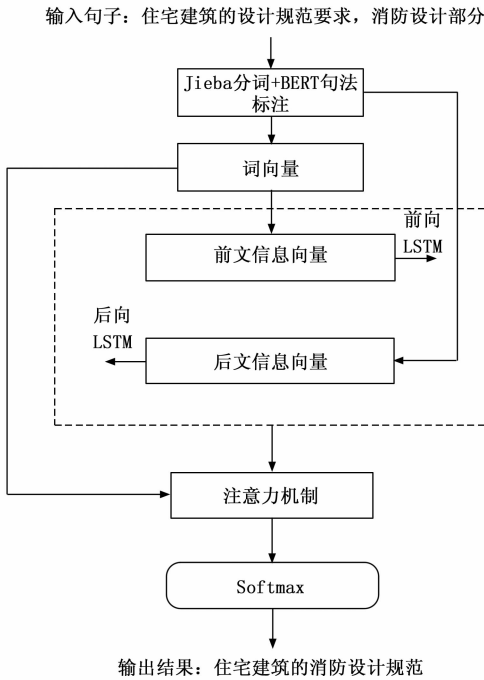 输入句子：住宅建筑的设计规范要求，消防设计部分
Jieba分词+BERT句法
标注
词向量
前向
LSTM
前文信息向量
后向
LSTM
后文信息向量
注意力机制
Softmax
输出结果：住宅建筑的消防设计规范